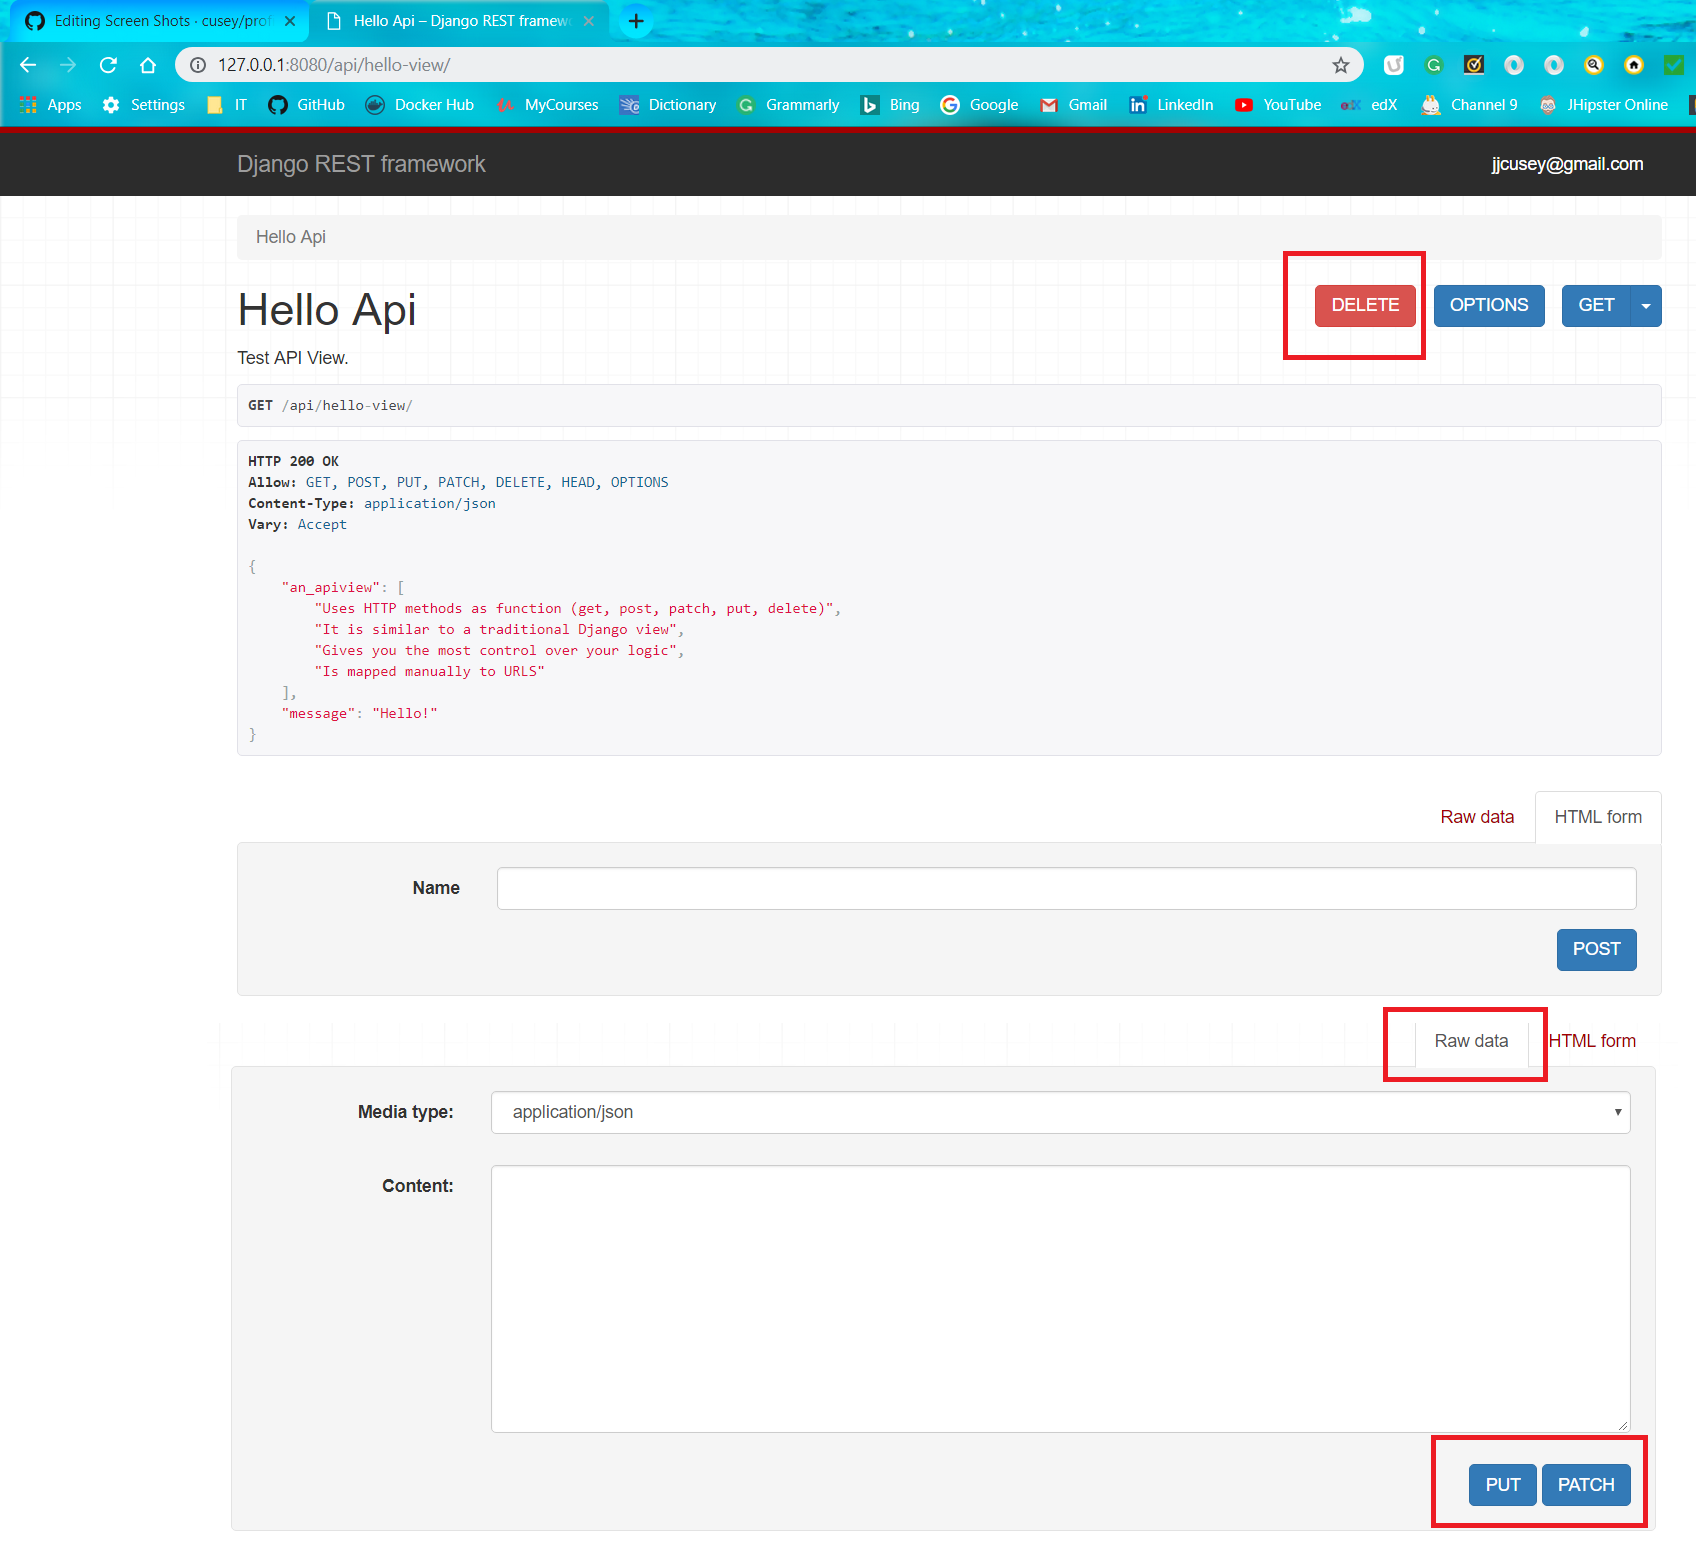 Editing Screen Shots · cusey/prof
Hello Api – Django REST framew
127.0.0.1:8080/api/hello-view/
Apps Settings IT GitHub Docker Hub MyCourses Dictionary Grammarly Bing Google Gmail LinkedIn YouTube edX Channel 9 JHipster Online
Django REST framework
jjcusey@gmail.com
Hello Api
Hello Api
DELETE OPTIONS GET
Test API View.
GET /api/hello-view/
HTTP 200 OK
Allow: GET, POST, PUT, PATCH, DELETE, HEAD, OPTIONS
Content-Type: application/json
Vary: Accept
{
"an_apiview": [
"Uses HTTP methods as function (get, post, patch, put, delete)",
"It is similar to a traditional Django view",
"Gives you the most control over your logic",
"Is mapped manually to URLS"
],
"message": "Hello!"
}
Raw data HTML form
Name
POST
Raw data HTML form
Media type: application/json
Content:
PUT PATCH